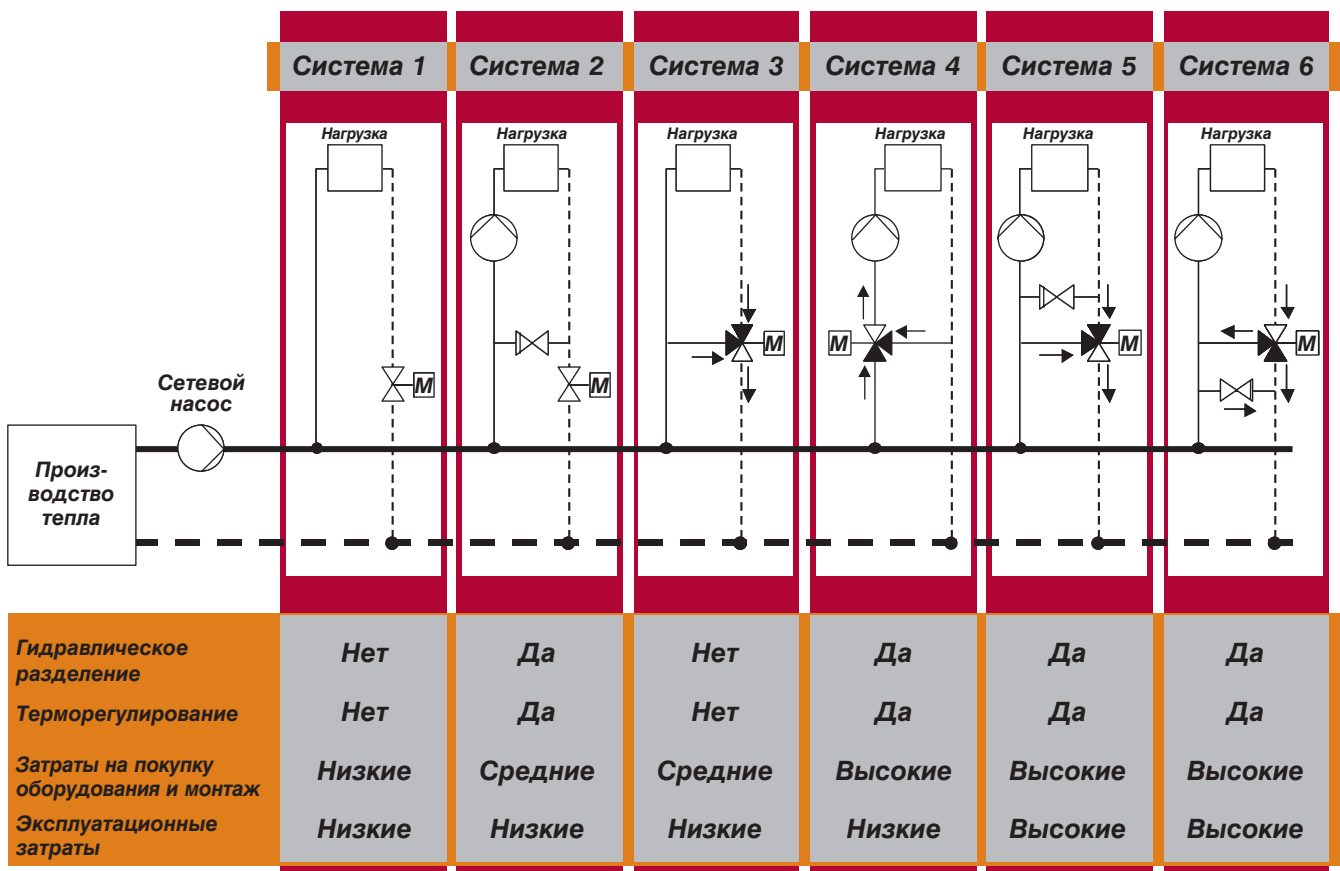 Система 1 Система 2 Система 3 Система 4 Система 5 Система 6
Нагрузка Нагрузка Нагрузка Нагрузка Нагрузка Нагрузка
М М М М
М М
Сетевой
насос
Произ-
водство
тепла
Гидравлическое
разделение
Нет Да Нет Да Да Да
Терморегулирование Нет Да Нет Да Да Да
Затраты на покупку
оборудования и монтаж
Низкие Средние Средние Высокие Высокие Высокие
Эксплуатационные
затраты
Низкие Низкие Низкие Низкие Высокие Высокие